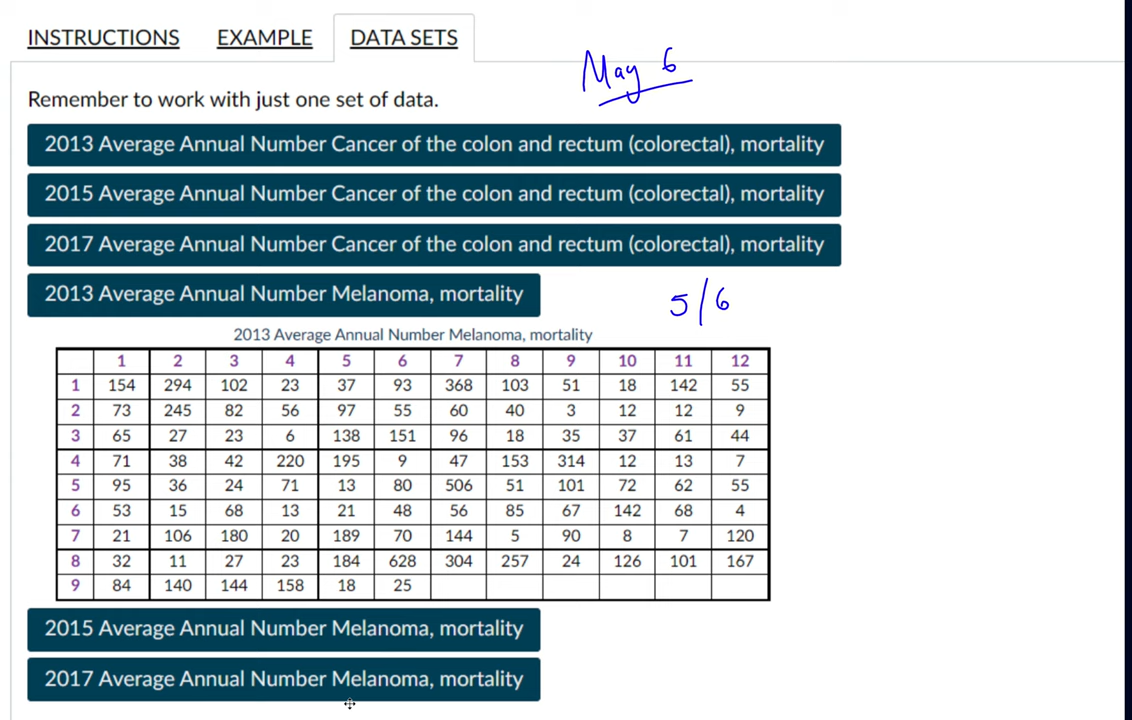 INSTRUCTIONS EXAMPLE DATA SETS
May 6
Remember to work with just one set of data.
2013 Average Annual Number Cancer of the colon and rectum (colorectal), mortality
2015 Average Annual Number Cancer of the colon and rectum (colorectal), mortality
2017 Average Annual Number Cancer of the colon and rectum (colorectal), mortality
2013 Average Annual Number Melanoma, mortality
5/6
2013 Average Annual Number Melanoma, mortality
1 2 3 4 5 6 7 8 9 10 11 12
1 154 294 102 23 37 93 368 103 51 18 142 55
2 73 245 82 56 97 55 60 40 3 12 12 9
3 65 27 23 6 138 151 96 18 35 37 61 44
4 71 38 42 220 195 9 47 153 314 12 13 7
5 95 36 24 71 13 80 506 51 101 72 62 55
6 53 15 68 13 21 48 56 85 67 142 68 4
7 21 106 180 20 189 70 144 5 90 8 7 120
8 32 11 27 23 184 628 304 257 24 126 101 167
9 84 140 144 158 18 25
2015 Average Annual Number Melanoma, mortality
2017 Average Annual Number Melanoma, mortality